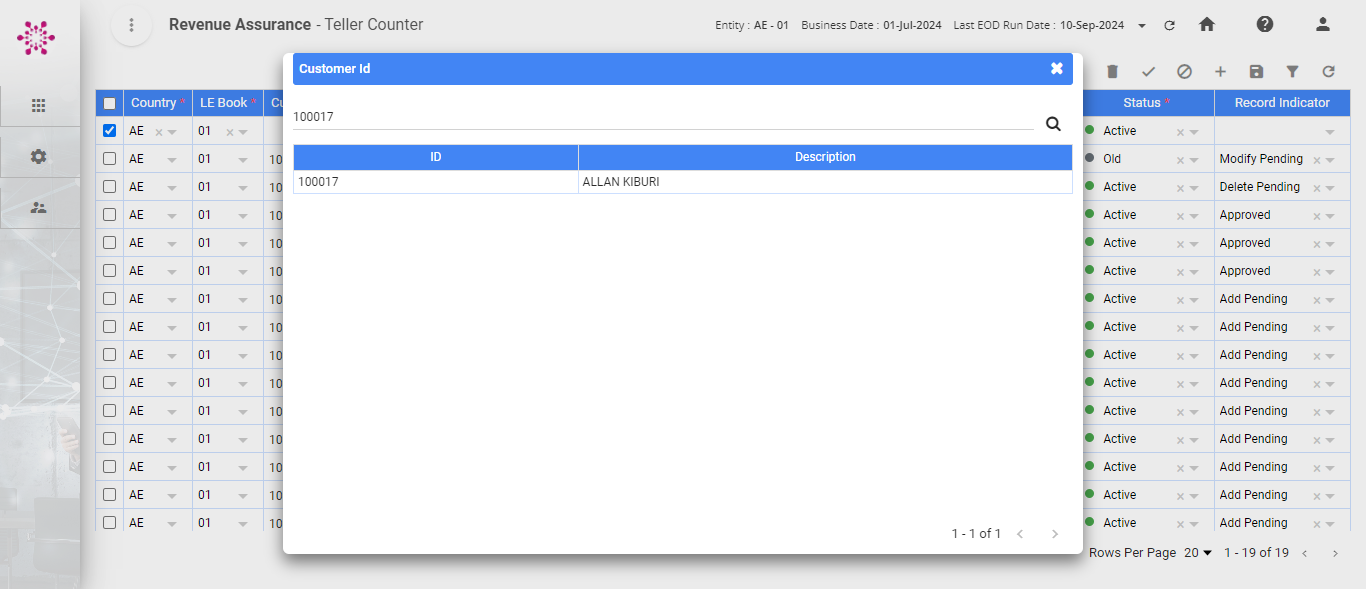 Revenue Assurance - Teller Counter
Entity : AE - 01 Business Date : 01-Jul-2024 Last EOD Run Date : 10-Sep-2024
Customer Id
100017
ID Description
100017 ALLAN KIBURI
1 - 1 of 1
Country * LE Book * Cu Status * Record Indicator
AE 01 Active
AE 01 10 Old Modify Pending
AE 01 10 Active Delete Pending
AE 01 10 Active Approved
AE 01 10 Active Approved
AE 01 10 Active Approved
AE 01 10 Active Add Pending
AE 01 10 Active Add Pending
AE 01 10 Active Add Pending
AE 01 10 Active Add Pending
AE 01 10 Active Add Pending
AE 01 10 Active Add Pending
AE 01 10 Active Add Pending
AE 01 10 Active Add Pending
AE 01 10 Active Add Pending
Rows Per Page 20 1 - 19 of 19